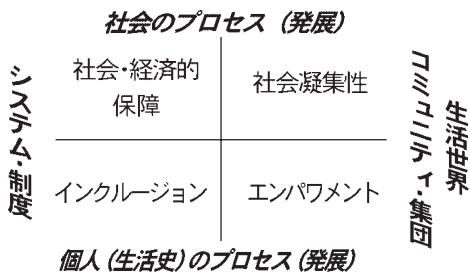 社会のプロセス（発展）
システム・制度
社会・経済的
保障
社会凝集性
生活世界
コミュニティ・集団
インクルージョン
エンパワメント
個人（生活史）のプロセス（発展）